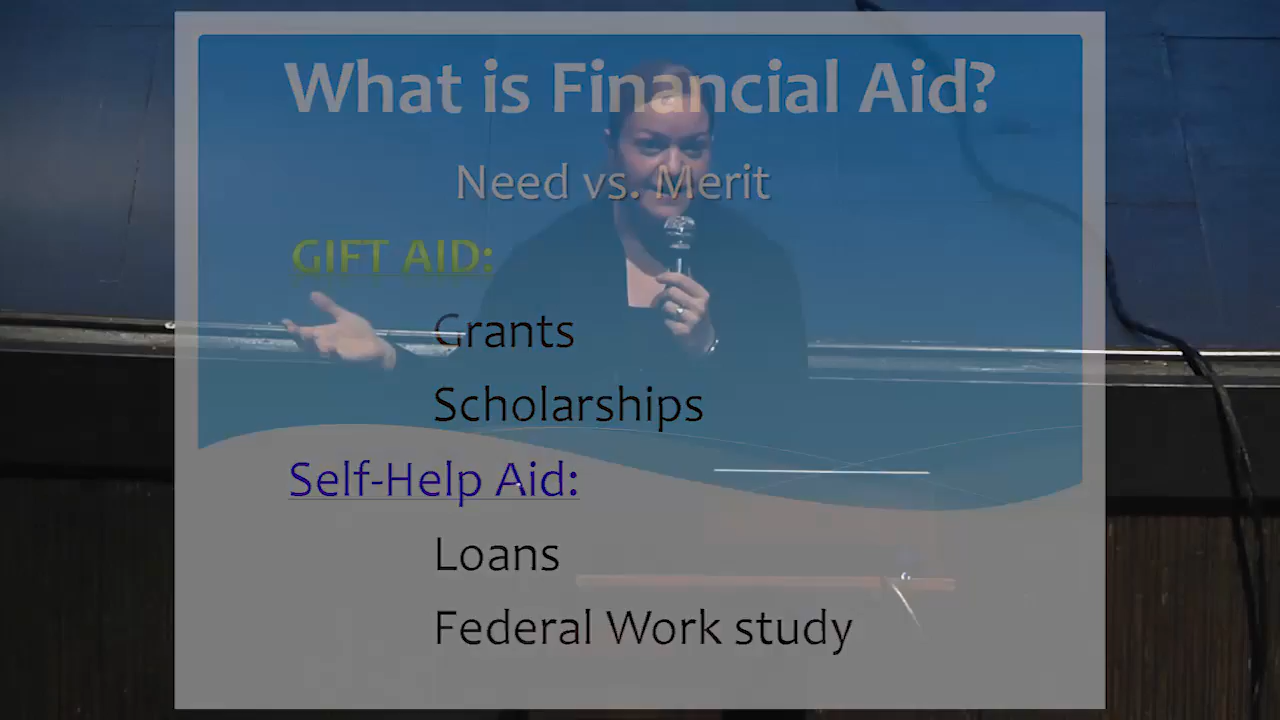 What is Financial Aid?
Need vs. Merit
GIFT AID:
Grants
Scholarships
Self-Help Aid:
Loans
Federal Work study